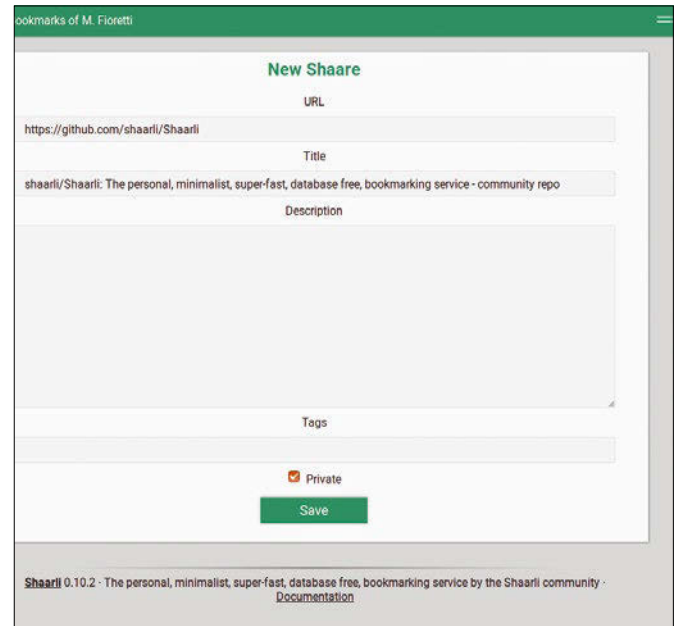 ookmarks of M. Fioretti
New Shaare
URL
https://github.com/shaarli/Shaarli
Title
shaarli/Shaarli: The personal, minimalist, super-fast, database free, bookmarking service - community repo
Description
Tags
Private
Save
Shaarli 0.10.2 · The personal, minimalist, super-fast, database free, bookmarking service by the Shaarli community ·
Documentation